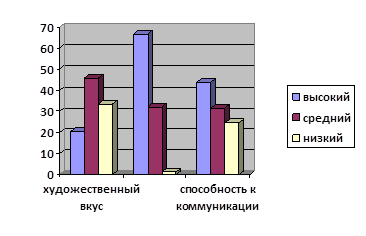 70
60
50
40
30
20
10
0
художественный
вкус
способность к
коммуникации
высокий
средний
низкий